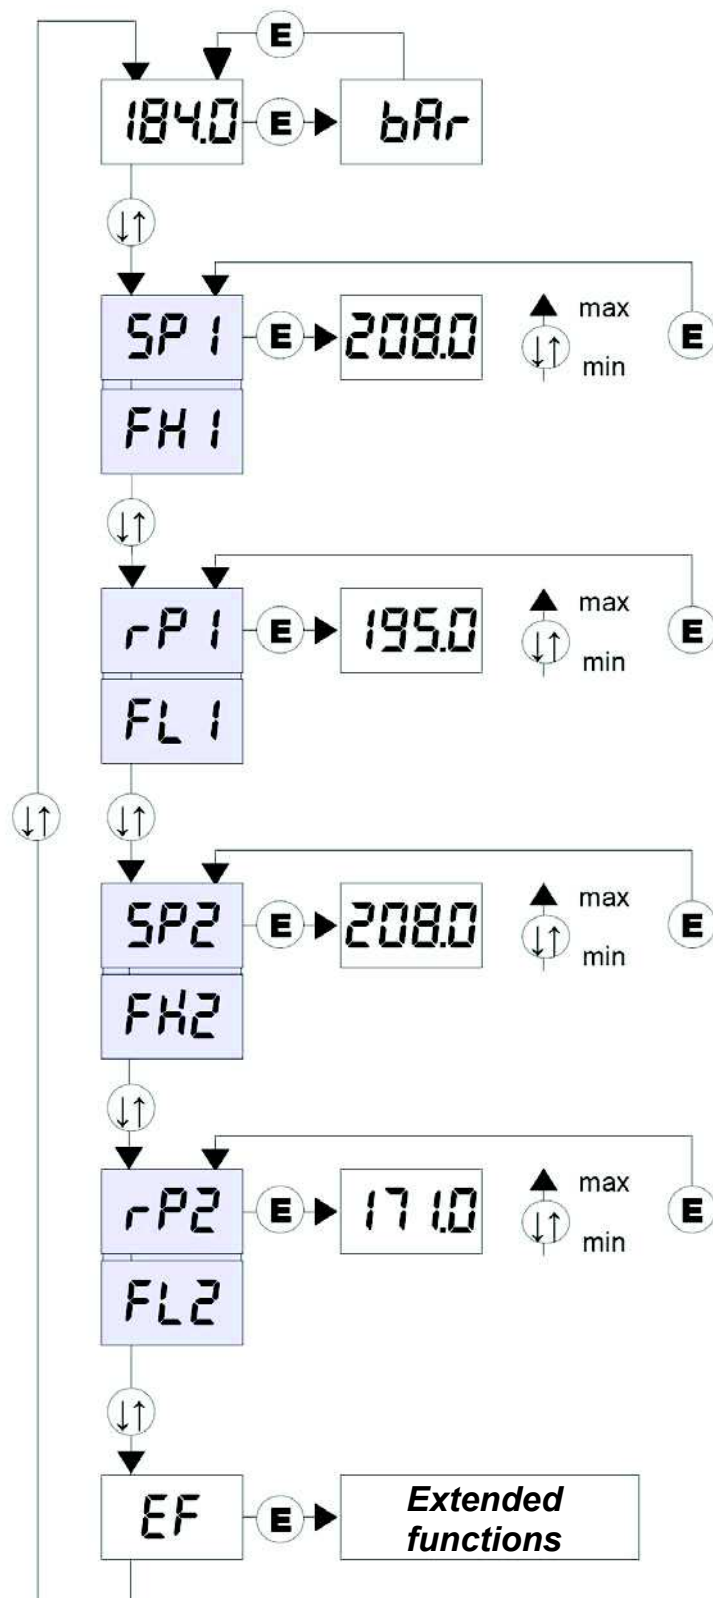 E
184.0 E bAr
↓↑
SP1 E 208.0 ↓↑ max min E
FH1
↓↑
rP1 E 195.0 ↓↑ max min E
FL1
↓↑ ↓↑
SP2 E 208.0 ↓↑ max min E
FH2
↓↑
rP2 E 171.0 ↓↑ max min E
FL2
↓↑
EF E Extended
functions